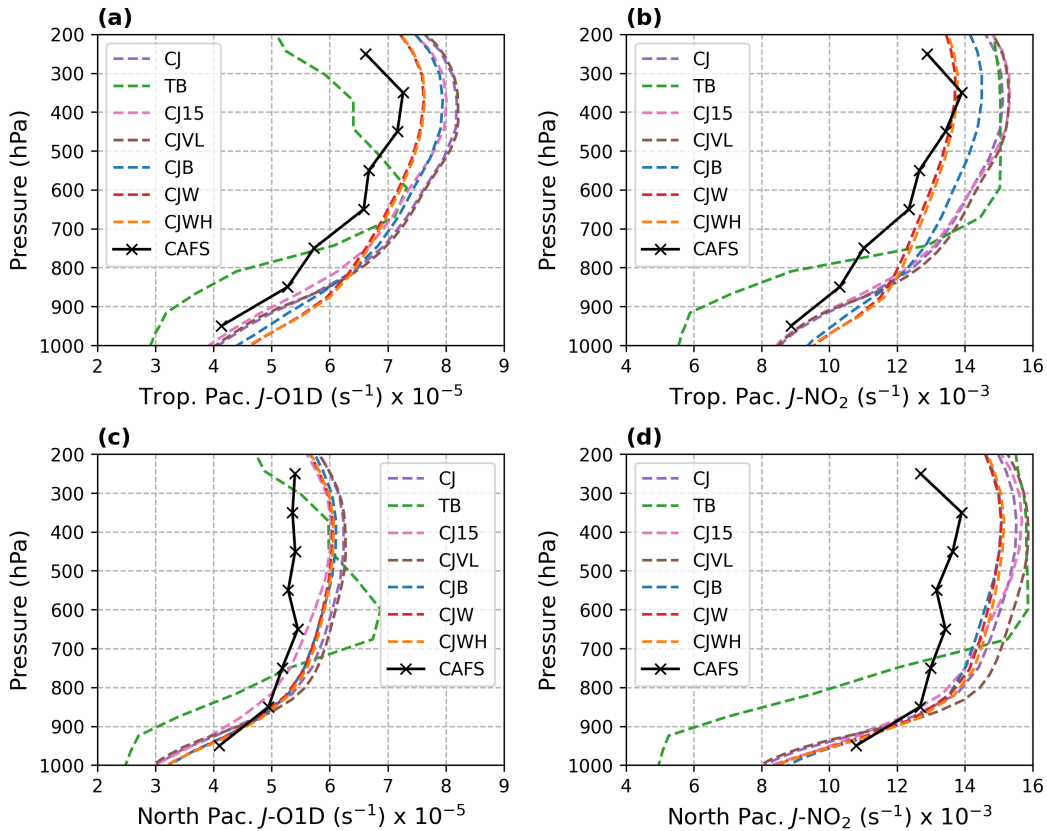 (a)
200
300
400
500
600
700
800
900
1000
Pressure (hPa)
CJ
TB
CJ15
CJVL
CJB
CJW
CJWH
CAFS
2 3 4 5 6 7 8 9
Trop. Pac. J-O1D (s⁻¹) x 10⁻⁵
(b)
200
300
400
500
600
700
800
900
1000
Pressure (hPa)
CJ
TB
CJ15
CJVL
CJB
CJW
CJWH
CAFS
4 6 8 10 12 14 16
Trop. Pac. J-NO₂ (s⁻¹) x 10⁻³
(c)
200
300
400
500
600
700
800
900
1000
Pressure (hPa)
CJ
TB
CJ15
CJVL
CJB
CJW
CJWH
CAFS
2 3 4 5 6 7 8 9
North Pac. J-O1D (s⁻¹) x 10⁻⁵
(d)
200
300
400
500
600
700
800
900
1000
Pressure (hPa)
CJ
TB
CJ15
CJVL
CJB
CJW
CJWH
CAFS
4 6 8 10 12 14 16
North Pac. J-NO₂ (s⁻¹) x 10⁻³